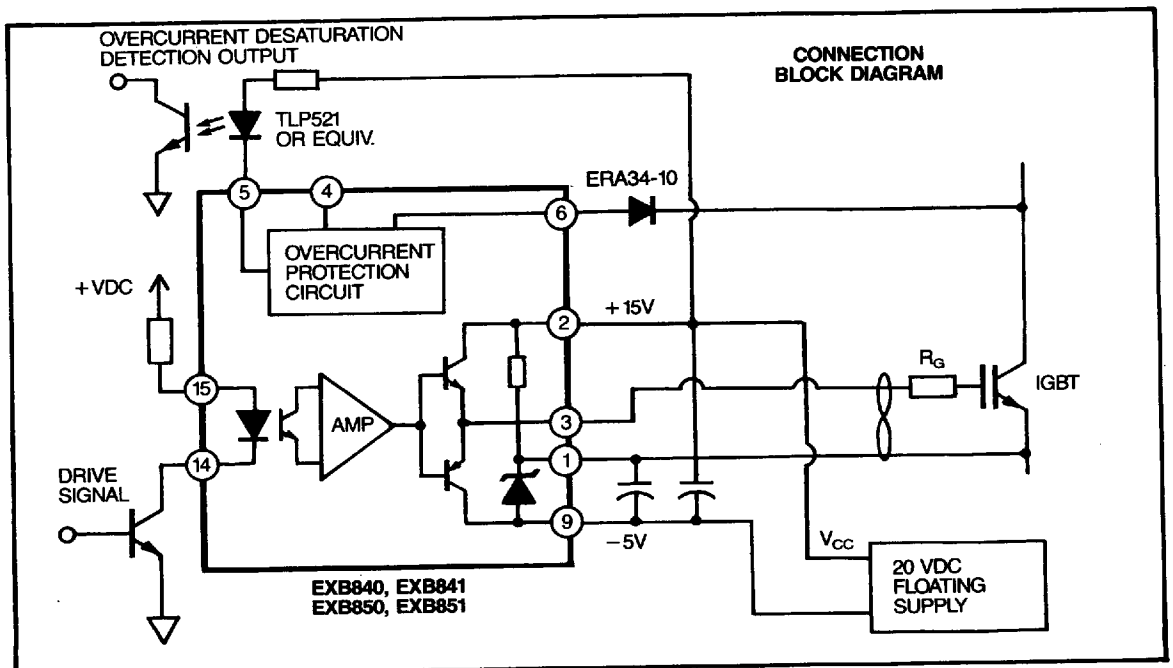 OVERCURRENT DESATURATION
DETECTION OUTPUT
CONNECTION
BLOCK DIAGRAM
TLP521
OR EQUIV.
ERA34-10
5
4
6
OVERCURRENT
PROTECTION
CIRCUIT
+VDC
2
+15V
RG
IGBT
15
AMP
3
1
14
DRIVE
SIGNAL
9
−5V
VCC
20 VDC
FLOATING
SUPPLY
EXB840, EXB841
EXB850, EXB851